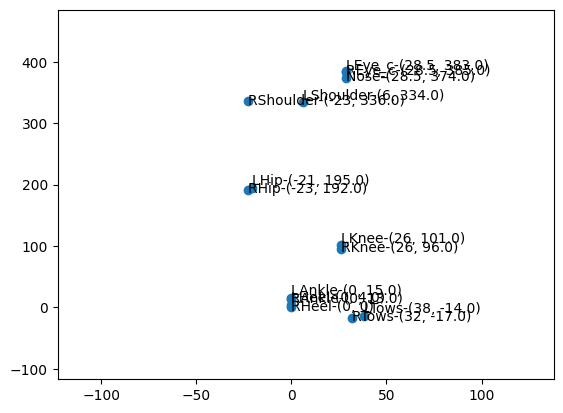 400
300
200
100
0
−100
LEye_c-(28.5, 383.0)
Nose-(28.5, 374.0)
LShoulder-(6, 334.0)
RShoulder-(-23, 336.0)
LHip-(-21, 195.0)
RHip-(-23, 192.0)
LKnee-(26, 101.0)
RKnee-(26, 96.0)
LAnkle-(0, 15.0)
RHeel-(0, 0)
LTows-(38, -14.0)
RTows-(32, -17.0)
−100 −50 0 50 100